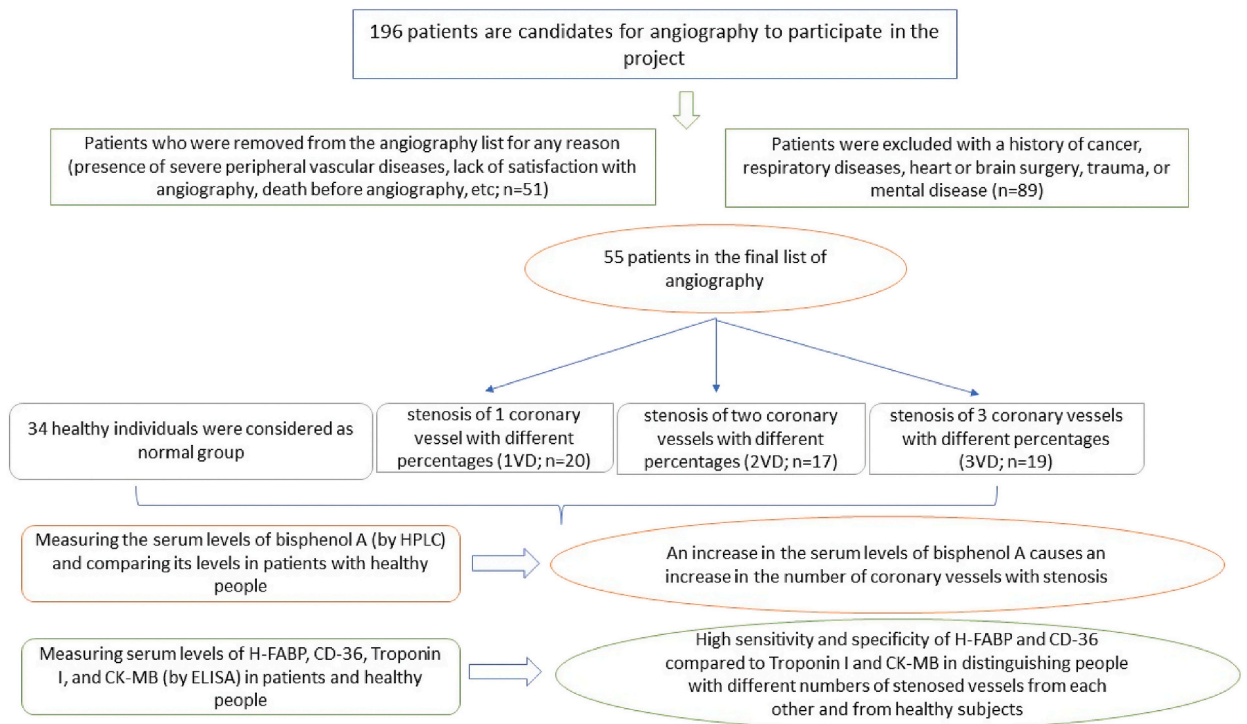 196 patients are candidates for angiography to participate in the
project
Patients who were removed from the angiography list for any reason
(presence of severe peripheral vascular diseases, lack of satisfaction with
angiography, death before angiography, etc; n=51)
Patients were excluded with a history of cancer,
respiratory diseases, heart or brain surgery, trauma, or
mental disease (n=89)
55 patients in the final list of
angiography
34 healthy individuals were considered as
normal group
stenosis of 1 coronary
vessel with different
percentages (1VD; n=20)
stenosis of two coronary
vessels with different
percentages (2VD; n=17)
stenosis of 3 coronary vessels
with different percentages
(3VD; n=19)
Measuring the serum levels of bisphenol A (by HPLC)
and comparing its levels in patients with healthy
people
An increase in the serum levels of bisphenol A causes an
increase in the number of coronary vessels with stenosis
Measuring serum levels of H-FABP, CD-36, Troponin
I, and CK-MB (by ELISA) in patients and healthy
people
High sensitivity and specificity of H-FABP and CD-36
compared to Troponin I and CK-MB in distinguishing people
with different numbers of stenosed vessels from each
other and from healthy subjects